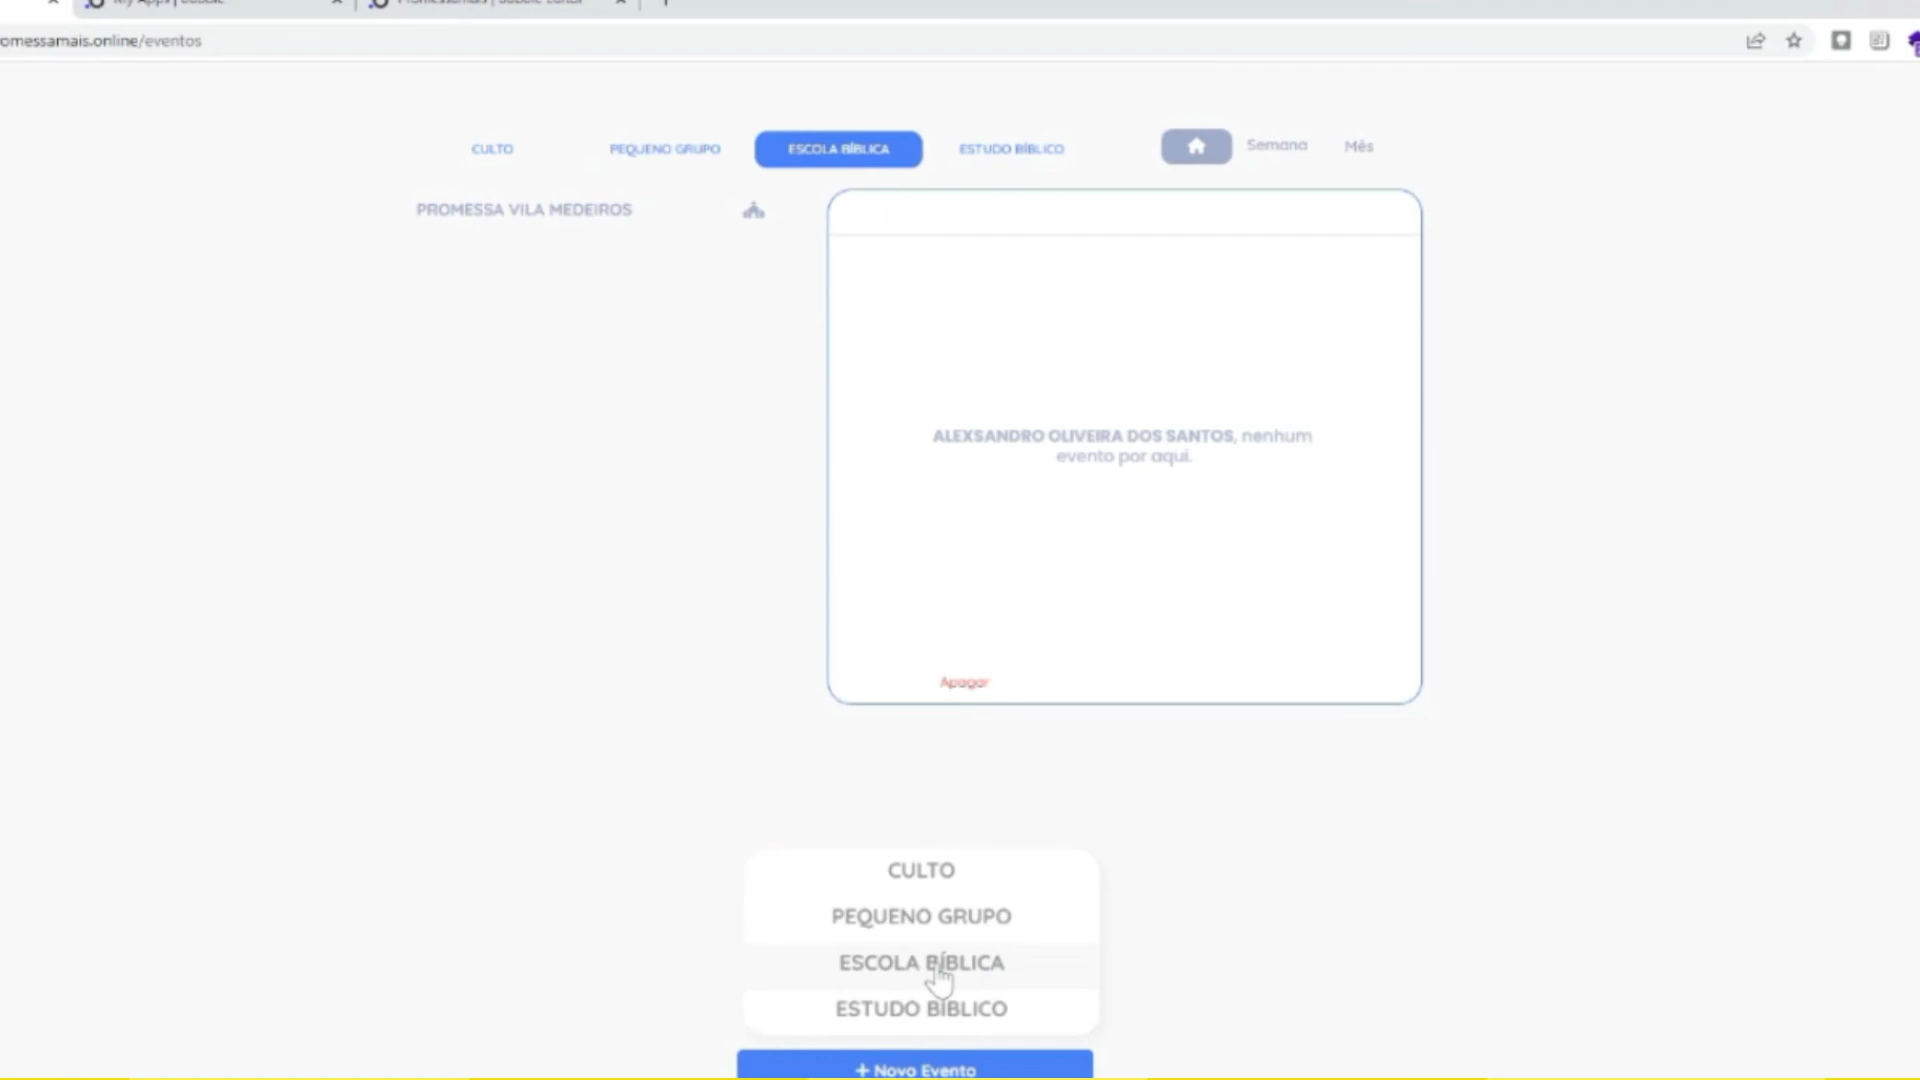 omessamais.online/eventos
CULTO PEQUENO GRUPO ESCOLA BÍBLICA ESTUDO BÍBLICO Semana Mês
PROMESSA VILA MEDEIROS
ALEXSANDRO OLIVEIRA DOS SANTOS, nenhum
evento por aqui.
Apagar
CULTO
PEQUENO GRUPO
ESCOLA BÍBLICA
ESTUDO BÍBLICO
+ Novo Evento